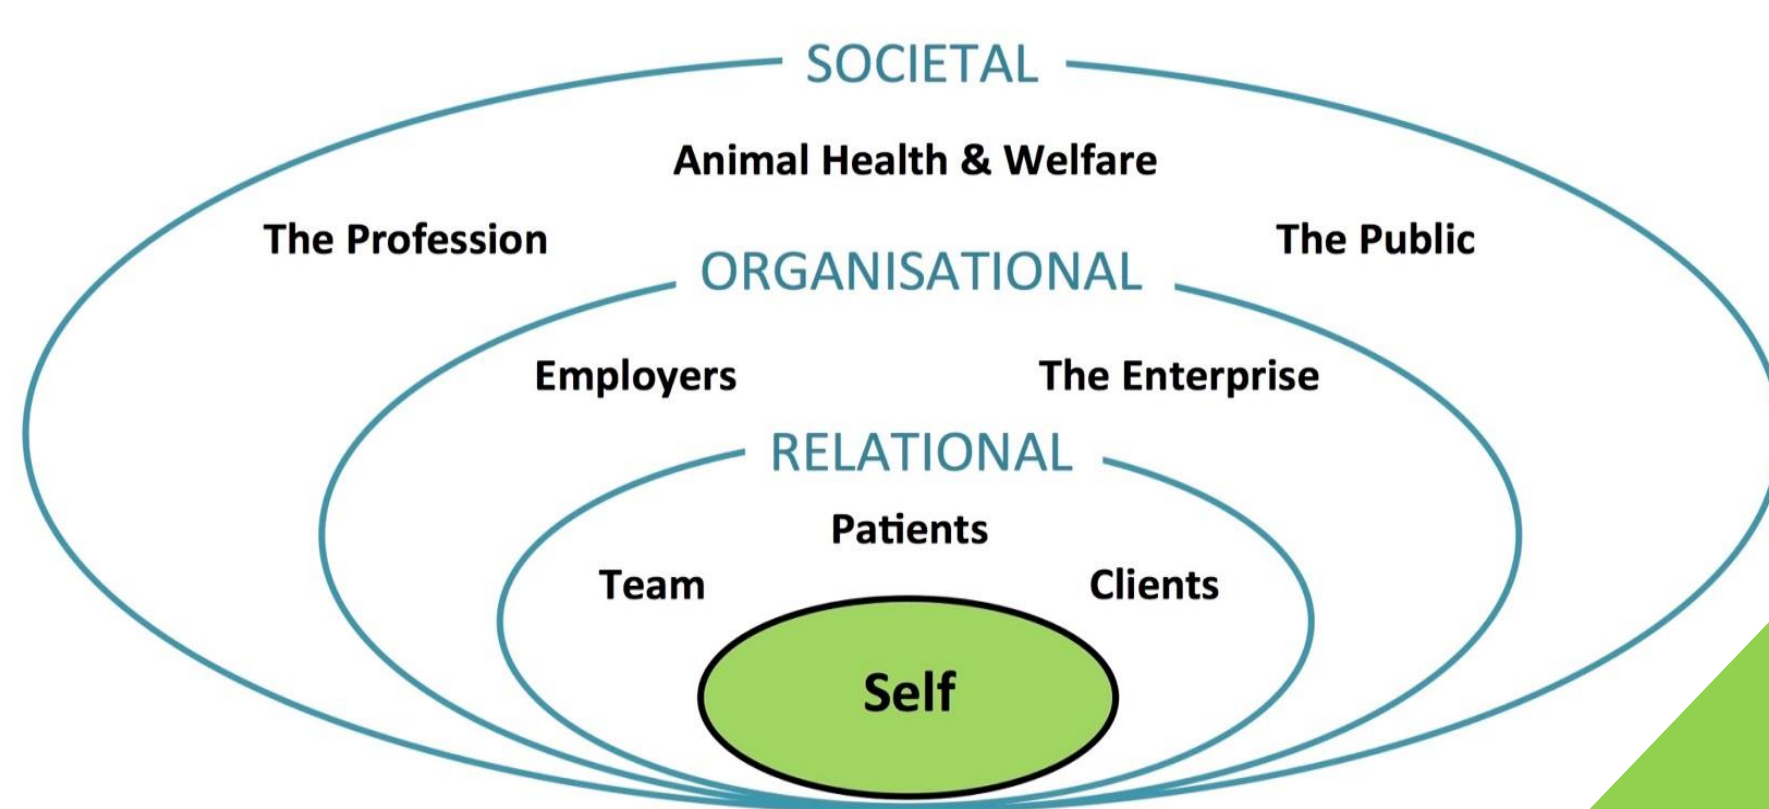 SOCIETAL
Animal Health & Welfare
The Profession
The Public
ORGANISATIONAL
Employers
The Enterprise
RELATIONAL
Patients
Team
Clients
Self